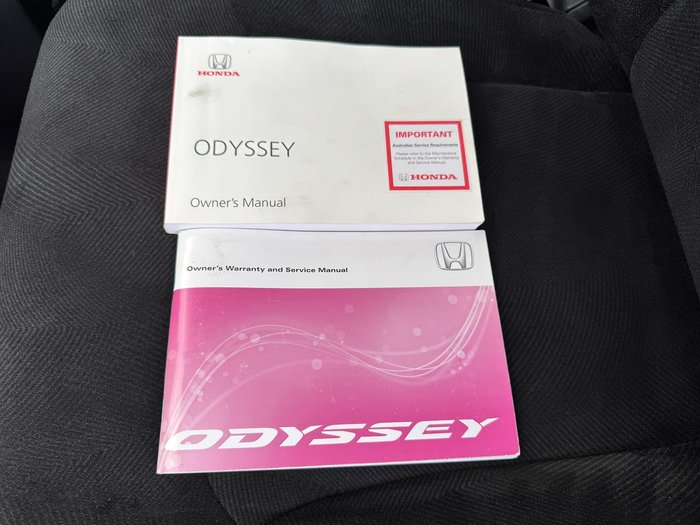 HONDA
ODYSSEY
Owner's Manual
IMPORTANT
Australian Service Requirements
Please refer to the Maintenance
Schedule in the Owner's Warranty
and Service Manual.
HONDA
Owner's Warranty and Service Manual
ODYSSEY